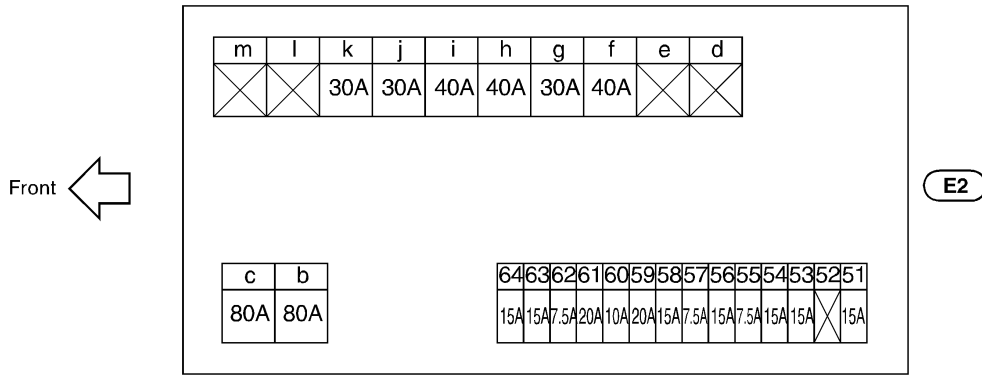 m l k j i h g f e d
30A 30A 40A 40A 30A 40A
Front
E2
c b
80A 80A
64 63 62 61 60 59 58 57 56 55 54 53 52 51
15A 15A 7.5A 20A 10A 20A 15A 7.5A 15A 7.5A 15A 15A 15A